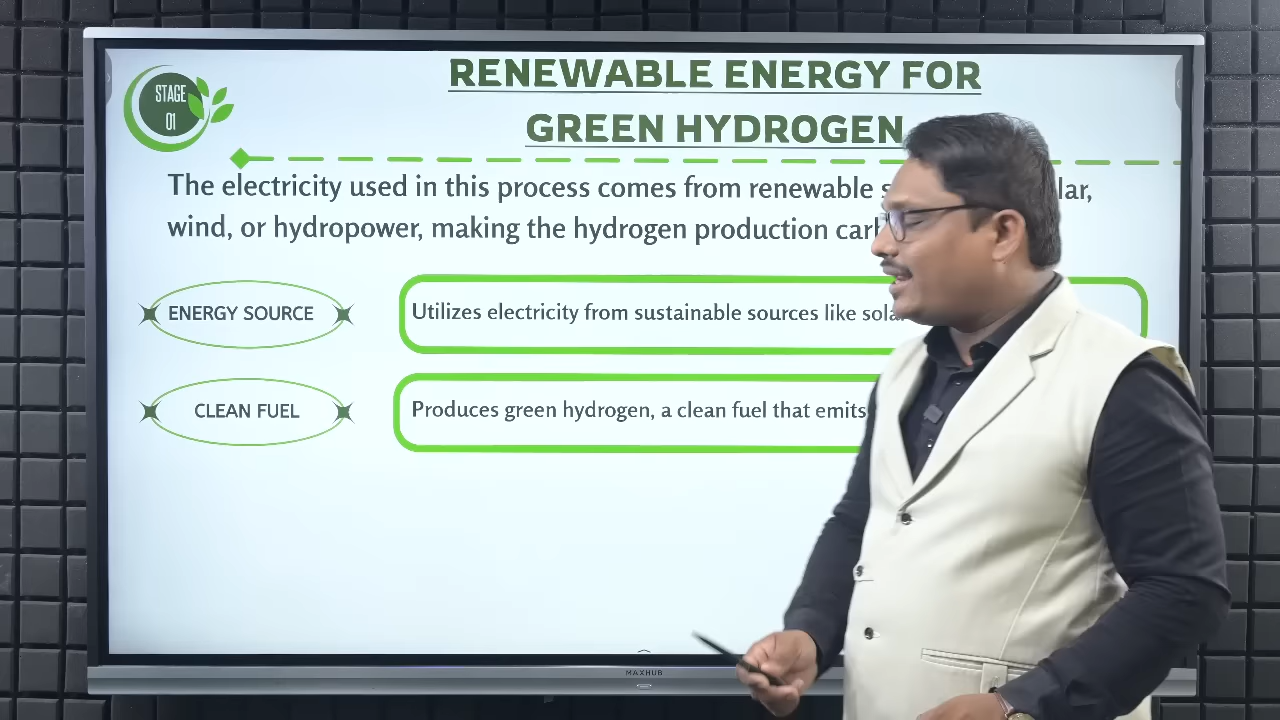 STAGE
01
RENEWABLE ENERGY FOR
GREEN HYDROGEN
The electricity used in this process comes from renewable
wind, or hydropower, making the hydrogen production
ENERGY SOURCE
Utilizes electricity from sustainable sources like solar
CLEAN FUEL
Produces green hydrogen, a clean fuel that emits
MAXHUB